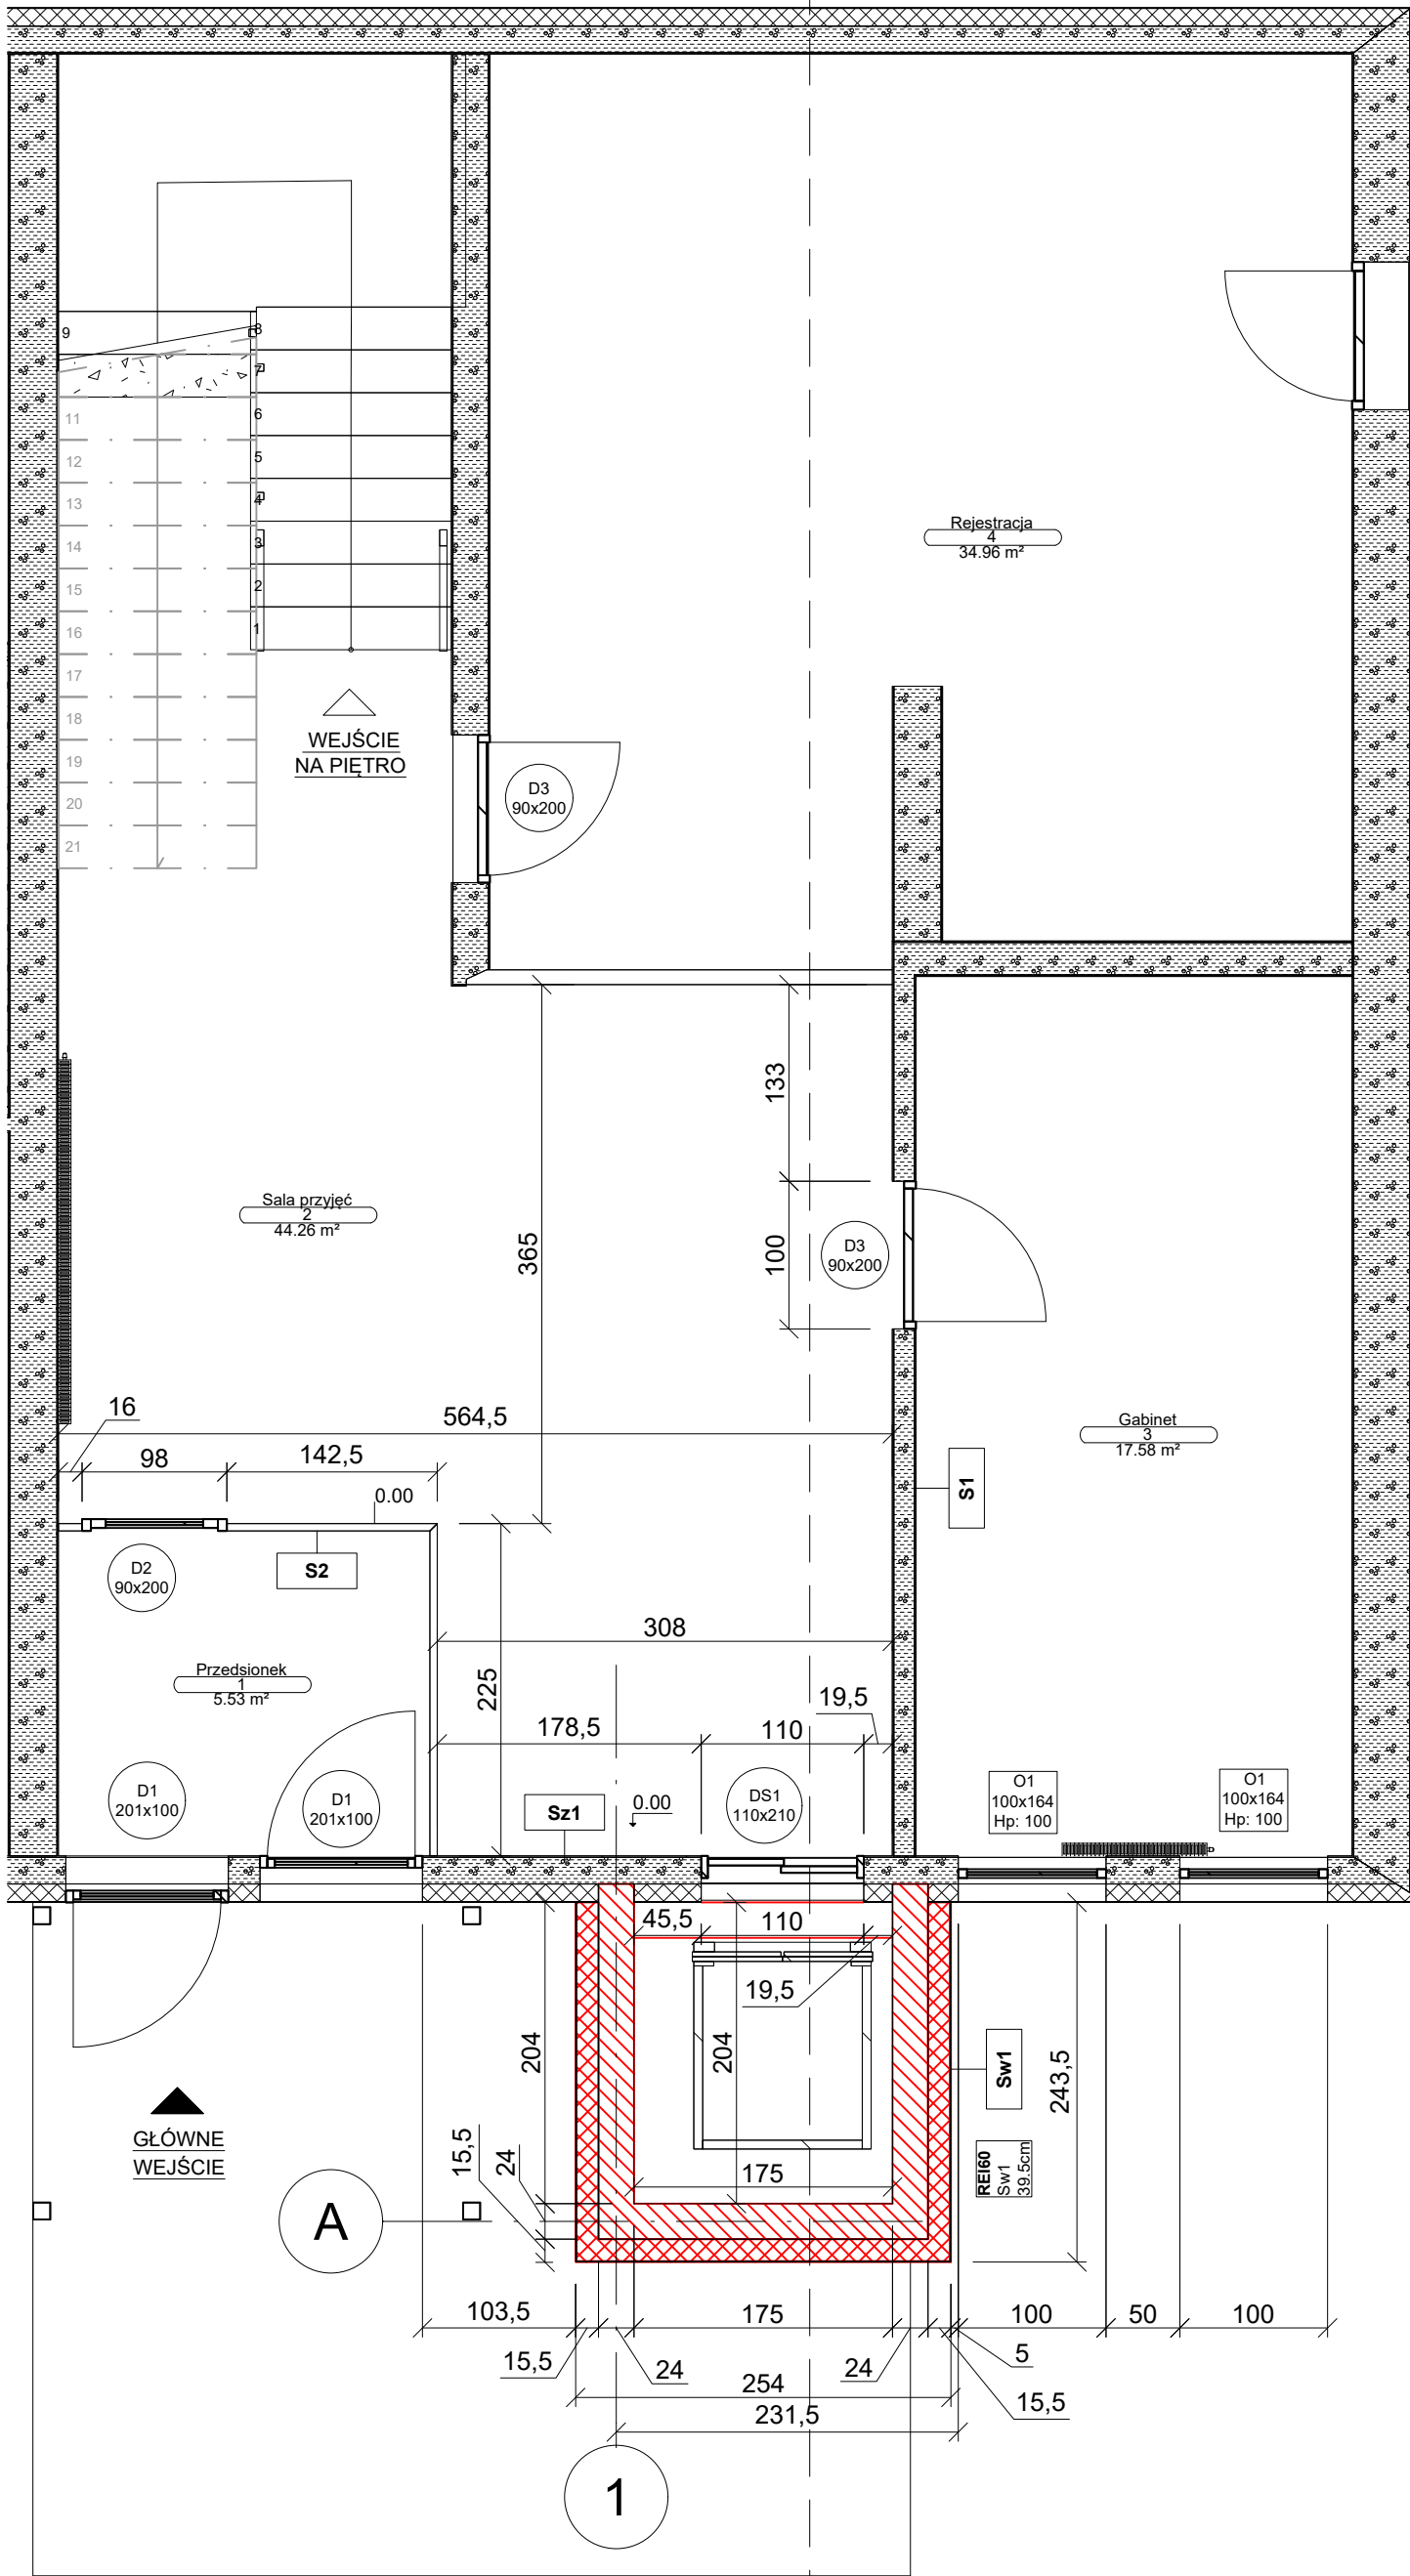 9
8
7
6
5
4
3
2
1
11
12
13
14
15
16
17
18
19
20
21
WEJŚCIE
NA PIĘTRO
Rejestracja
4
34.96 m²
D3
90x200
133
100
365
D3
90x200
Sala przyjęć
2
44.26 m²
Gabinet
3
17.58 m²
16
564,5
98
142,5
0.00
S1
D2
90x200
S2
308
Przedsionek
1
5.53 m²
225
19,5
178,5
110
D1
201x100
D1
201x100
Sz1
0.00
DS1
110x210
O1
100x164
Hp: 100
O1
100x164
Hp: 100
45,5
110
19,5
204
204
Sw1
243,5
GŁÓWNE
WEJŚCIE
15,5
24
175
REI60
Sw1
39.5cm
A
103,5
175
100
50
100
15,5
24
24
5
254
15,5
231,5
1